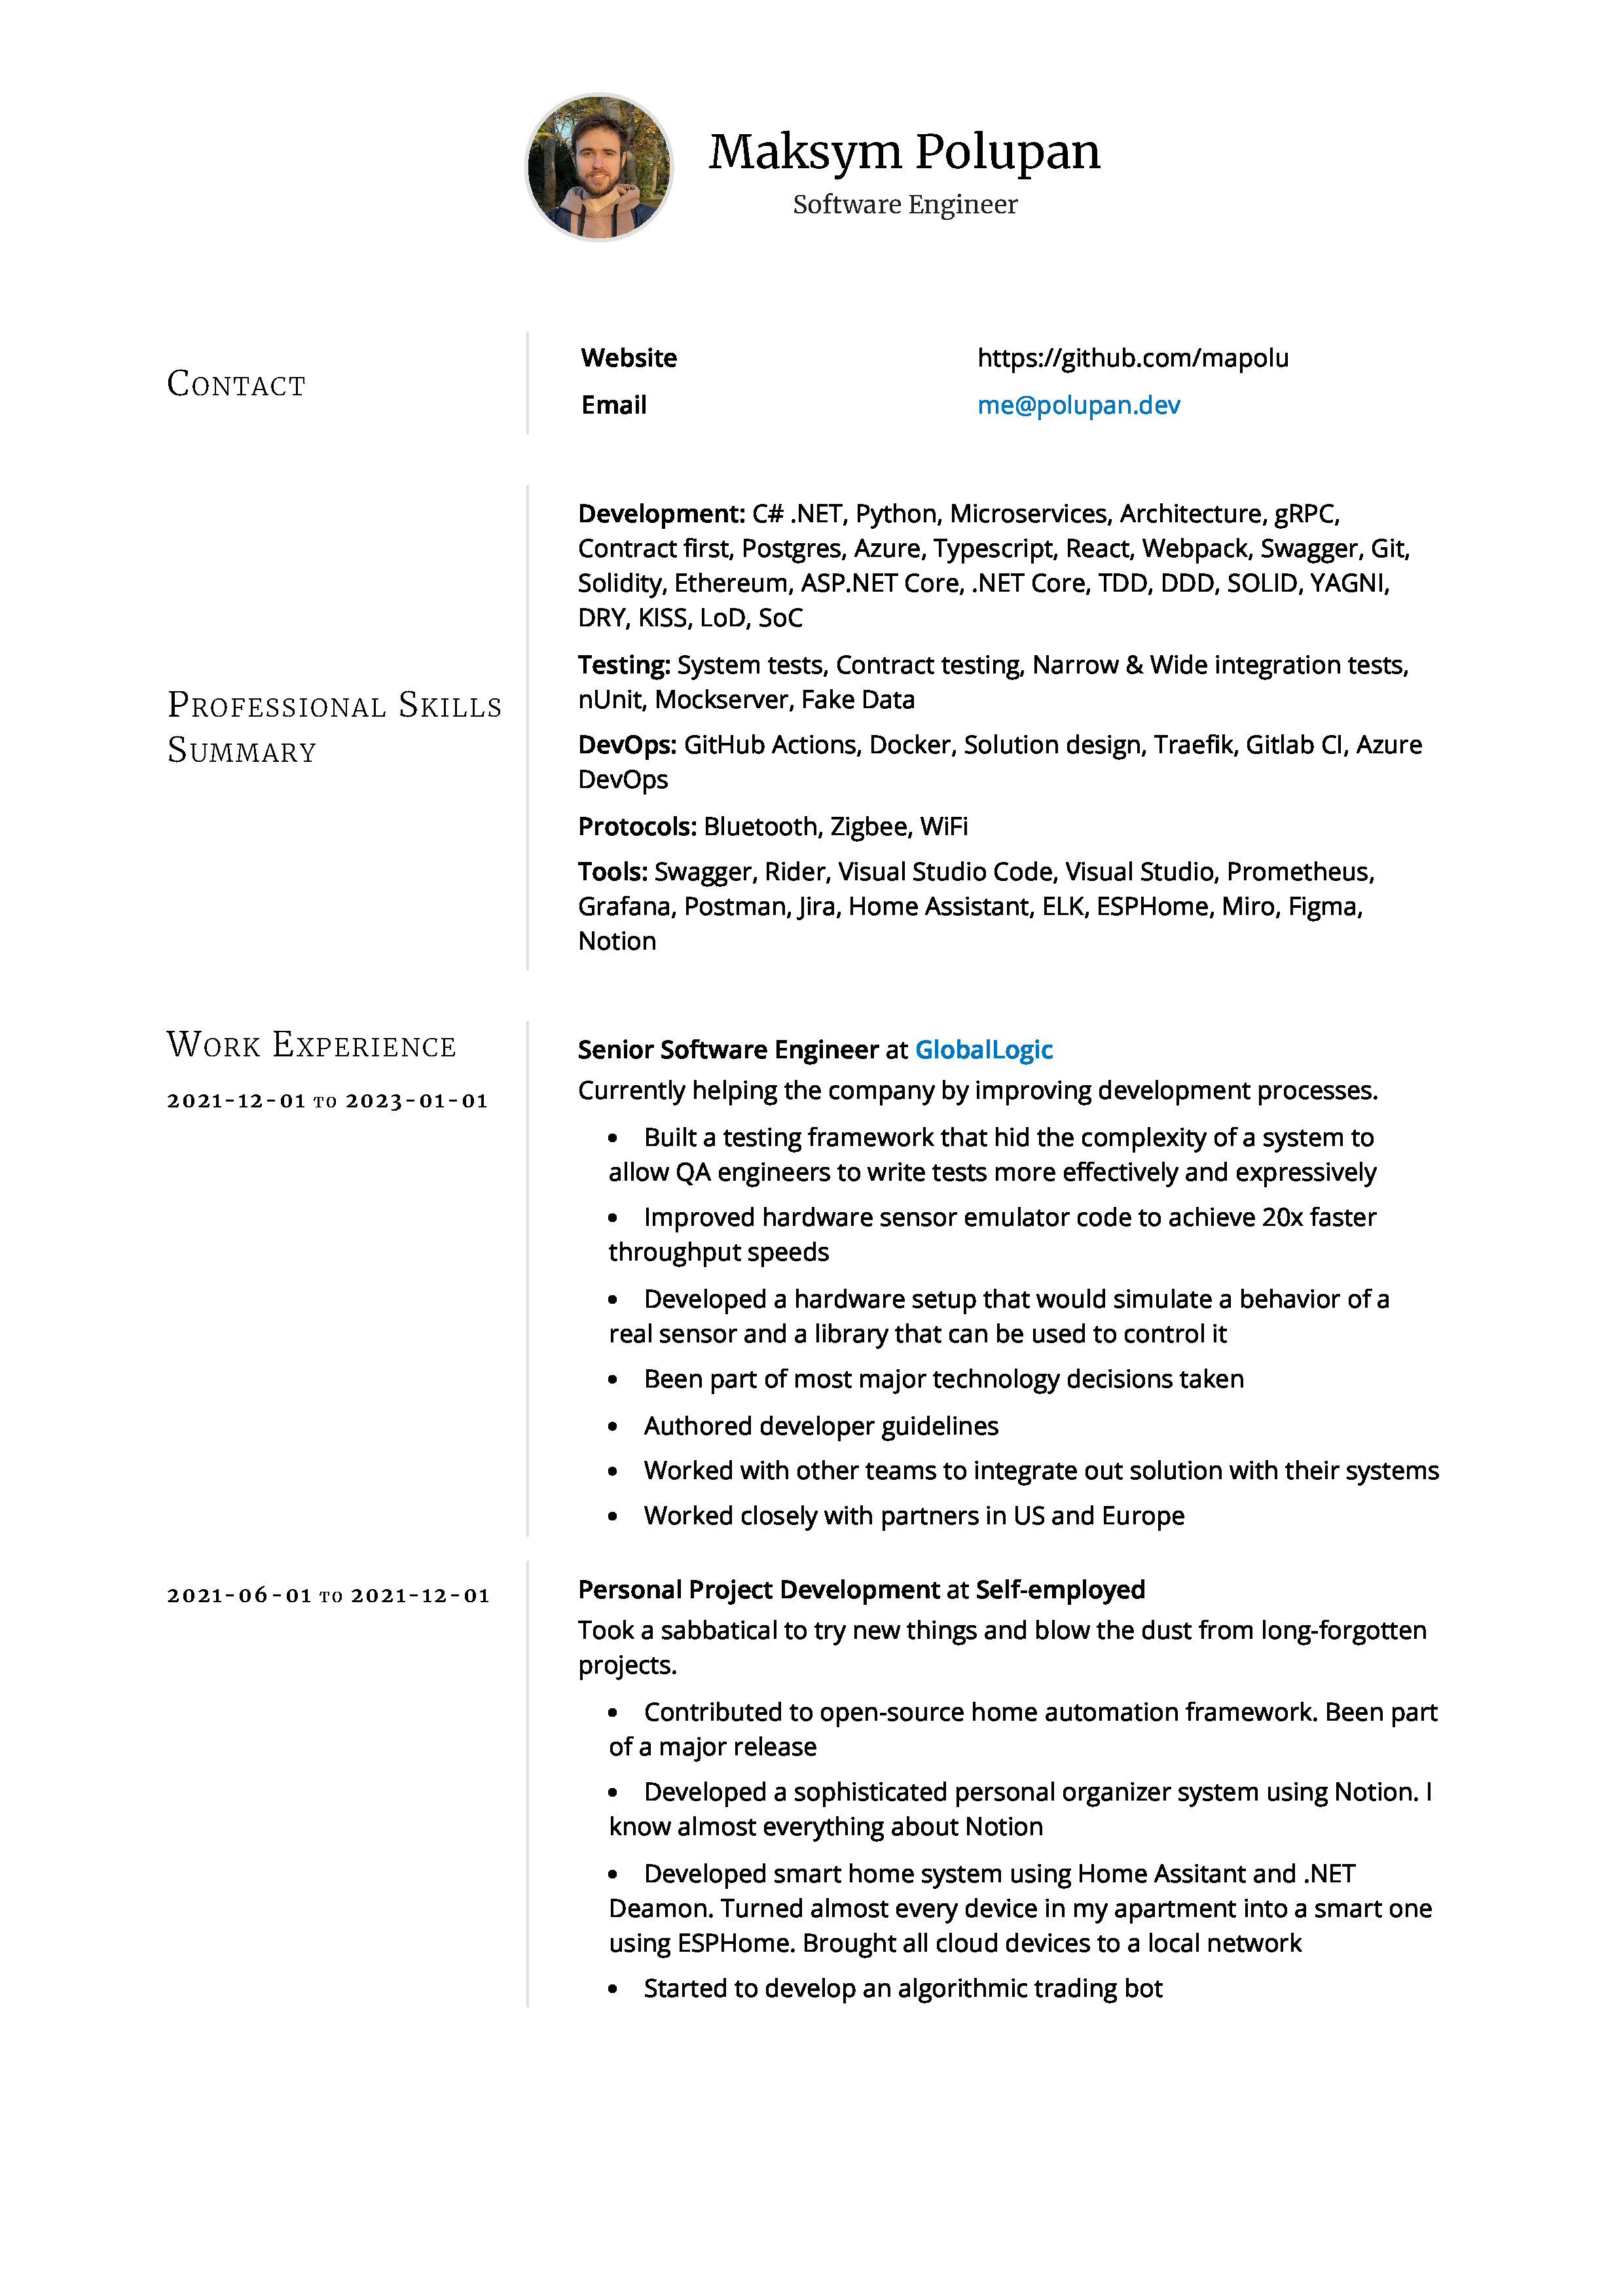 Maksym Polupan
Software Engineer
Contact
Website https://github.com/mapolu
Email me@polupan.dev
Professional Skills
Summary
Development: C# .NET, Python, Microservices, Architecture, gRPC,
Contract first, Postgres, Azure, Typescript, React, Webpack, Swagger, Git,
Solidity, Ethereum, ASP.NET Core, .NET Core, TDD, DDD, SOLID, YAGNI,
DRY, KISS, LoD, SoC
Testing: System tests, Contract testing, Narrow & Wide integration tests,
nUnit, Mockserver, Fake Data
DevOps: GitHub Actions, Docker, Solution design, Traefik, Gitlab CI, Azure
DevOps
Protocols: Bluetooth, Zigbee, WiFi
Tools: Swagger, Rider, Visual Studio Code, Visual Studio, Prometheus,
Grafana, Postman, Jira, Home Assistant, ELK, ESPHome, Miro, Figma,
Notion
Work Experience
2021-12-01 to 2023-01-01
Senior Software Engineer at GlobalLogic
Currently helping the company by improving development processes.
• Built a testing framework that hid the complexity of a system to
allow QA engineers to write tests more effectively and expressively
• Improved hardware sensor emulator code to achieve 20x faster
throughput speeds
• Developed a hardware setup that would simulate a behavior of a
real sensor and a library that can be used to control it
• Been part of most major technology decisions taken
• Authored developer guidelines
• Worked with other teams to integrate out solution with their systems
• Worked closely with partners in US and Europe
2021-06-01 to 2021-12-01
Personal Project Development at Self-employed
Took a sabbatical to try new things and blow the dust from long-forgotten
projects.
• Contributed to open-source home automation framework. Been part
of a major release
• Developed a sophisticated personal organizer system using Notion. I
know almost everything about Notion
• Developed smart home system using Home Assitant and .NET
Deamon. Turned almost every device in my apartment into a smart one
using ESPHome. Brought all cloud devices to a local network
• Started to develop an algorithmic trading bot